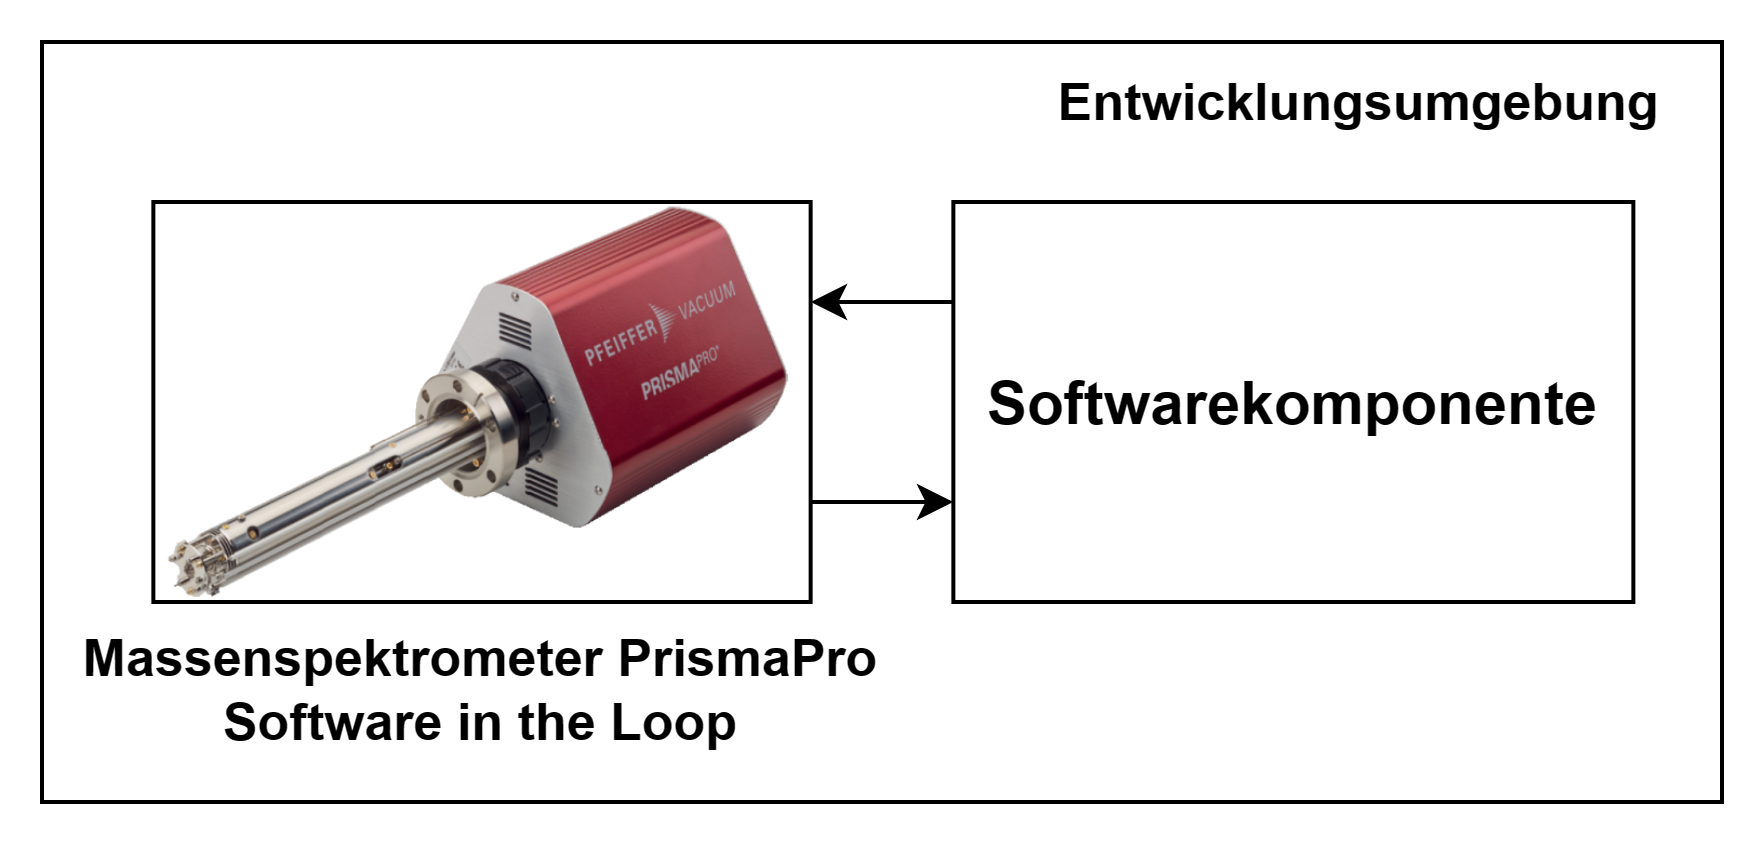 Entwicklungsumgebung
PFEIFFER VACUUM
PRISMAPRO®
Softwarekomponente
Massenspektrometer PrismaPro
Software in the Loop